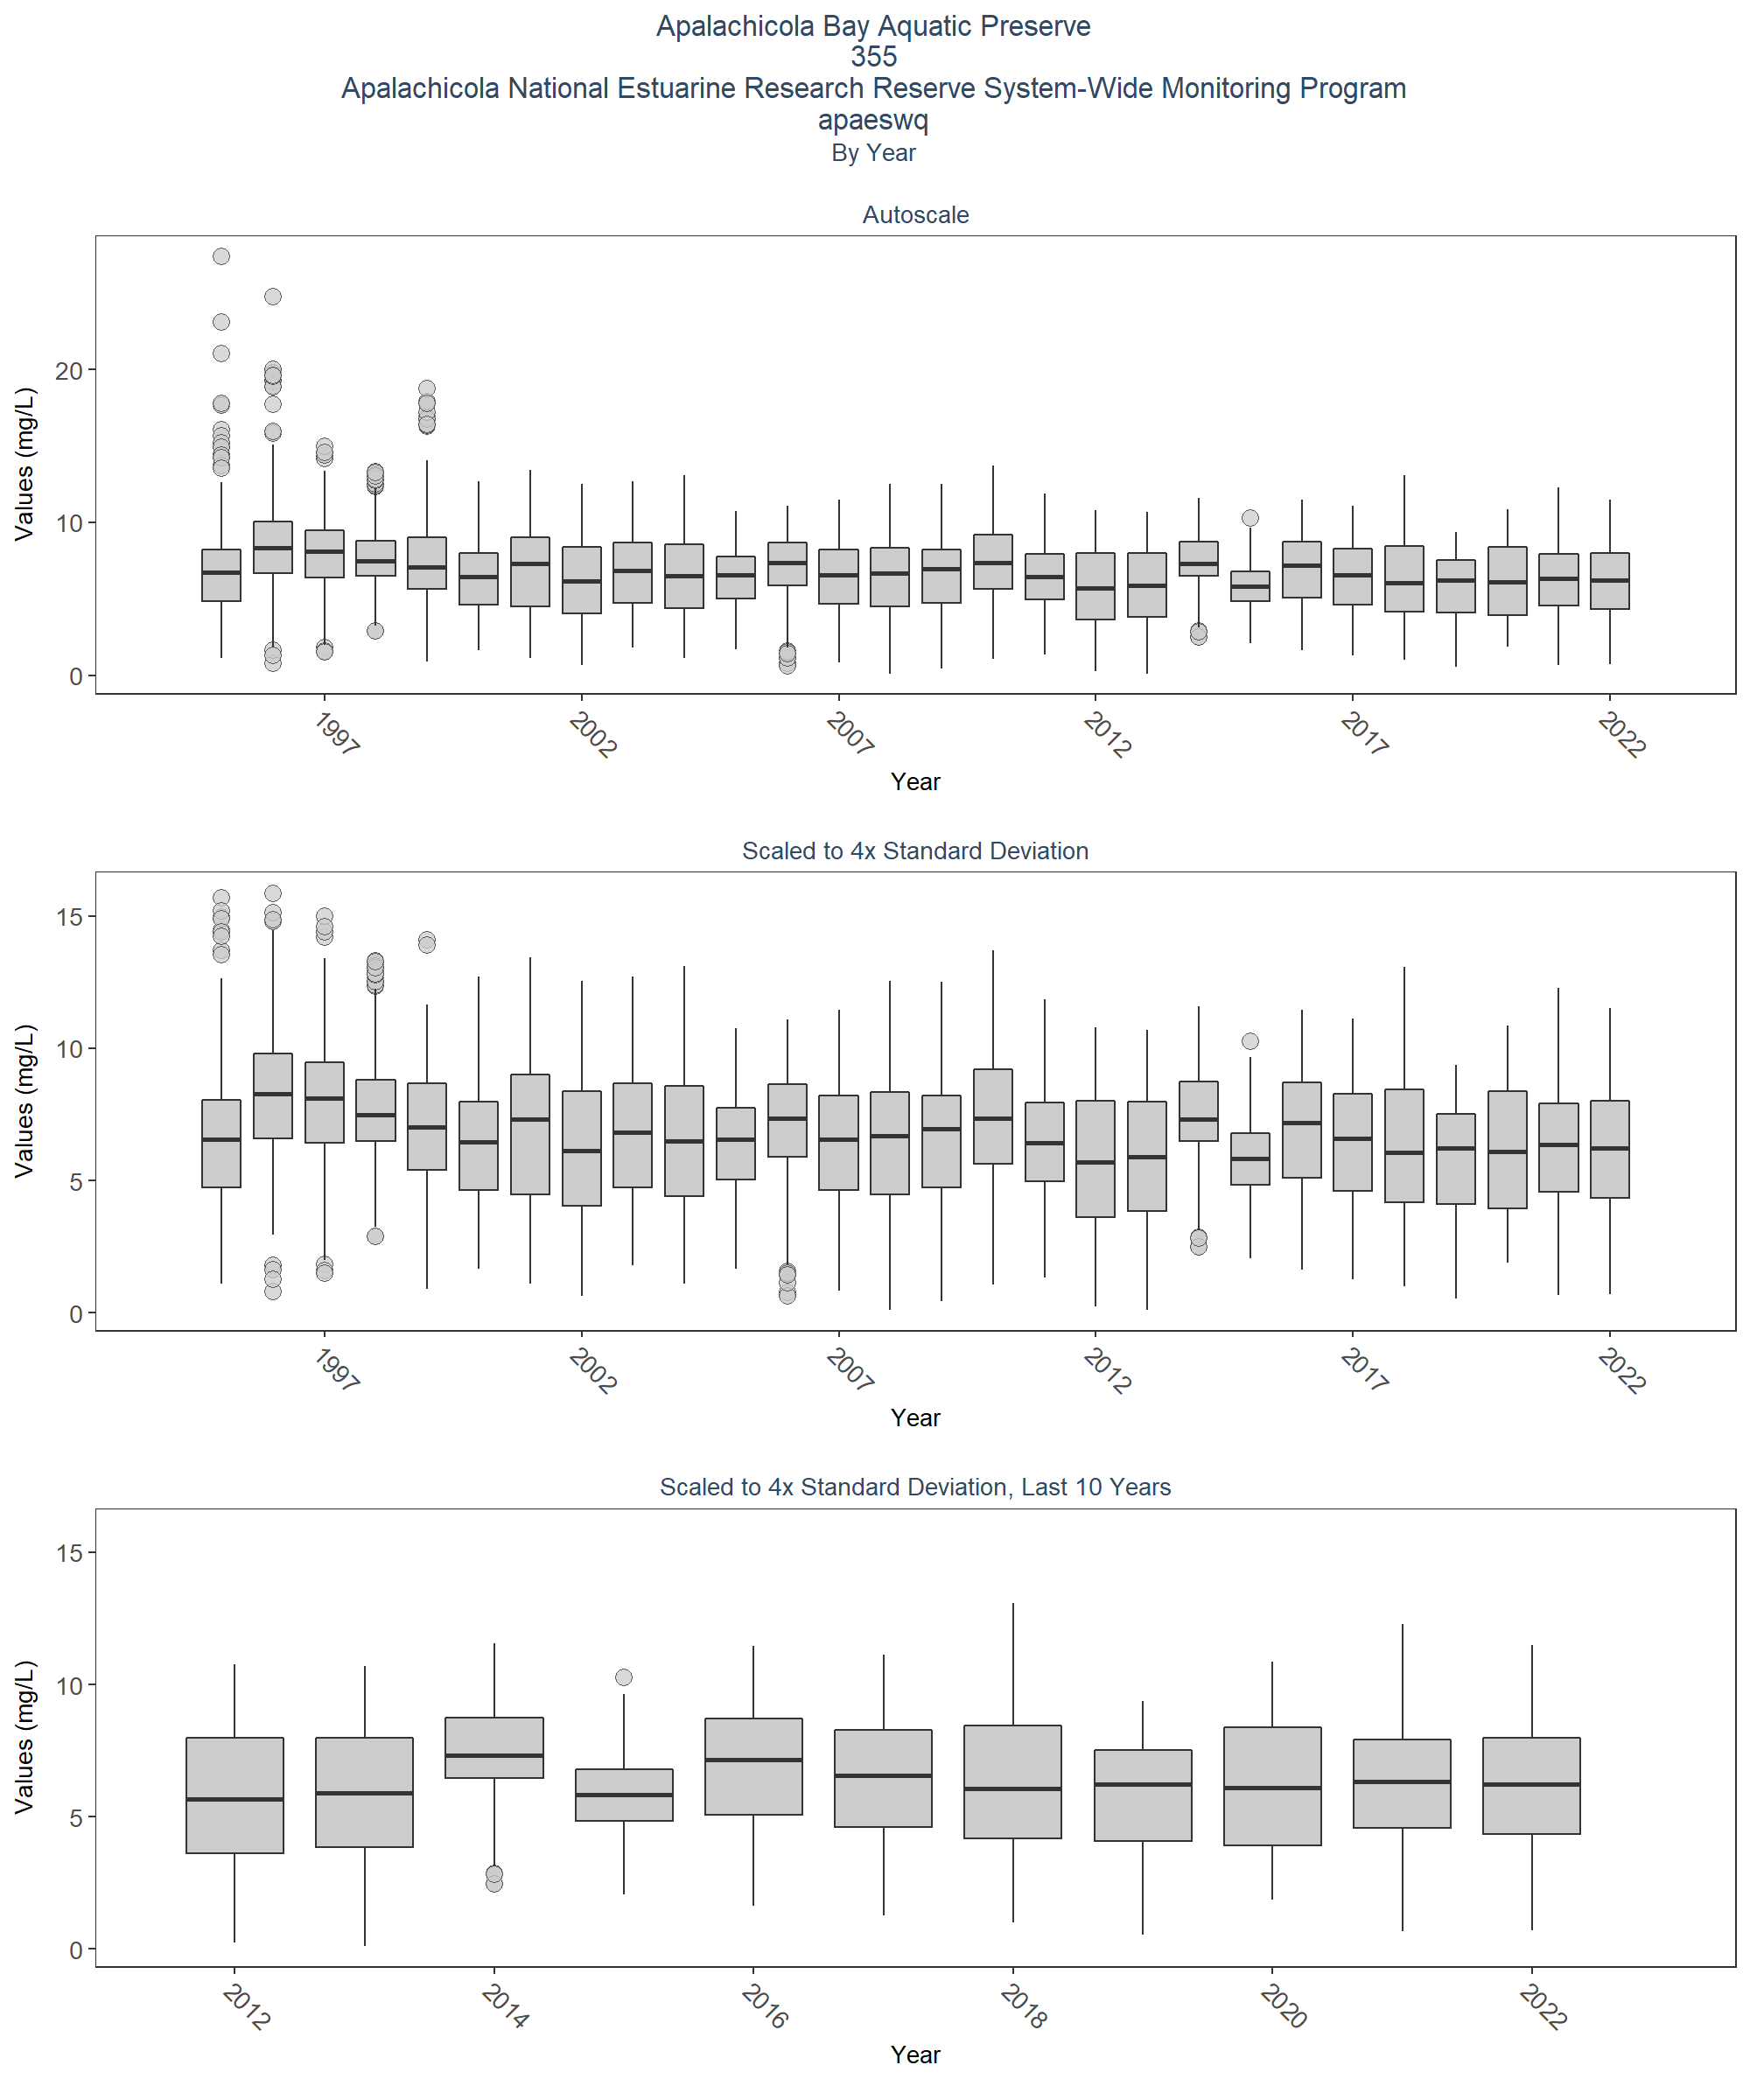 Apalachicola Bay Aquatic Preserve
355
Apalachicola National Estuarine Research Reserve System-Wide Monitoring Program
apaeswq
By Year
Autoscale
Values (mg/L)
20
10
0
1997 2002 2007 2012 2017 2022
Year
Scaled to 4x Standard Deviation
Values (mg/L)
15
10
5
0
1997 2002 2007 2012 2017 2022
Year
Scaled to 4x Standard Deviation, Last 10 Years
Values (mg/L)
15
10
5
0
2012 2014 2016 2018 2020 2022
Year